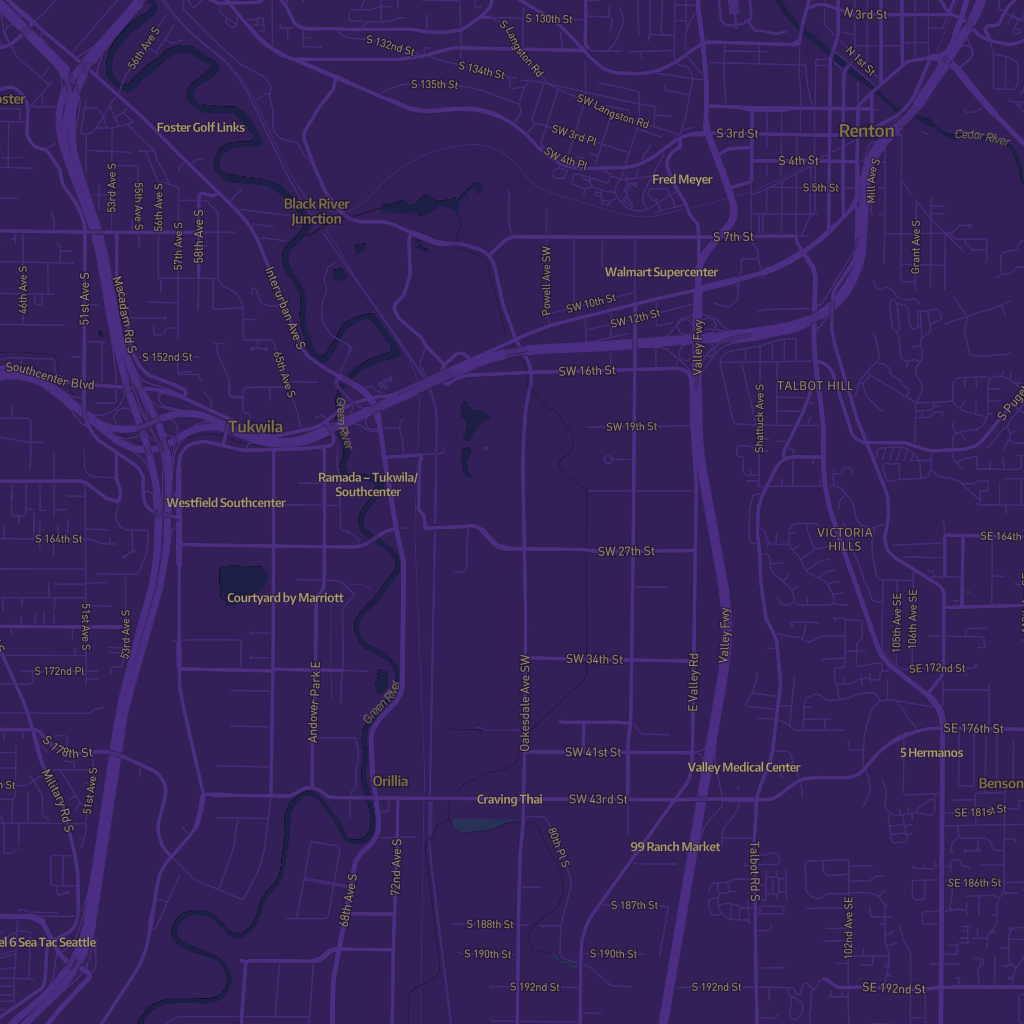 S 130th St
N 3rd St
56th Ave S
S 132nd St
S Langston Rd
N 1st St
S 134th St
S 135th St
SW Langston Rd
Foster Golf Links
SW 3rd Pl
S 3rd St
Renton
Cedar River
SW 4th Pl
S 4th St
Fred Meyer
S 5th St
Mill Ave S
53rd Ave S
55th Ave S
56th Ave S
57th Ave S
58th Ave S
Black River
Junction
S 7th St
Grant Ave S
46th Ave S
51st Ave S
Macadam Rd S
Interurban Ave S
Powell Ave SW
Walmart Supercenter
SW 10th St
SW 12th St
Valley Fwy
S 152nd St
65th Ave S
SW 16th St
Southcenter Blvd
TALBOT HILL
Shattuck Ave S
Tukwila
Green River
SW 19th St
Ramada – Tukwila/
Southcenter
Westfield Southcenter
S 164th St
VICTORIA
HILLS
SE 164th
SW 27th St
Courtyard by Marriott
51st Ave S
53rd Ave S
105th Ave SE
106th Ave SE
Valley Fwy
SW 34th St
S 172nd Pl
SE 172nd St
Andover Park E
Green River
Oakesdale Ave SW
E Valley Rd
SE 176th St
S 178th St
SW 41st St
5 Hermanos
Valley Medical Center
Orillia
Military Rd S
51st Ave S
Craving Thai
SW 43rd St
Benson
SE 181st St
80th Pl S
99 Ranch Market
72nd Ave S
68th Ave S
Talbot Rd S
SE 186th St
S 187th St
102nd Ave SE
S 188th St
el 6 Sea Tac Seattle
S 190th St
S 190th St
S 192nd St
S 192nd St
SE 192nd St